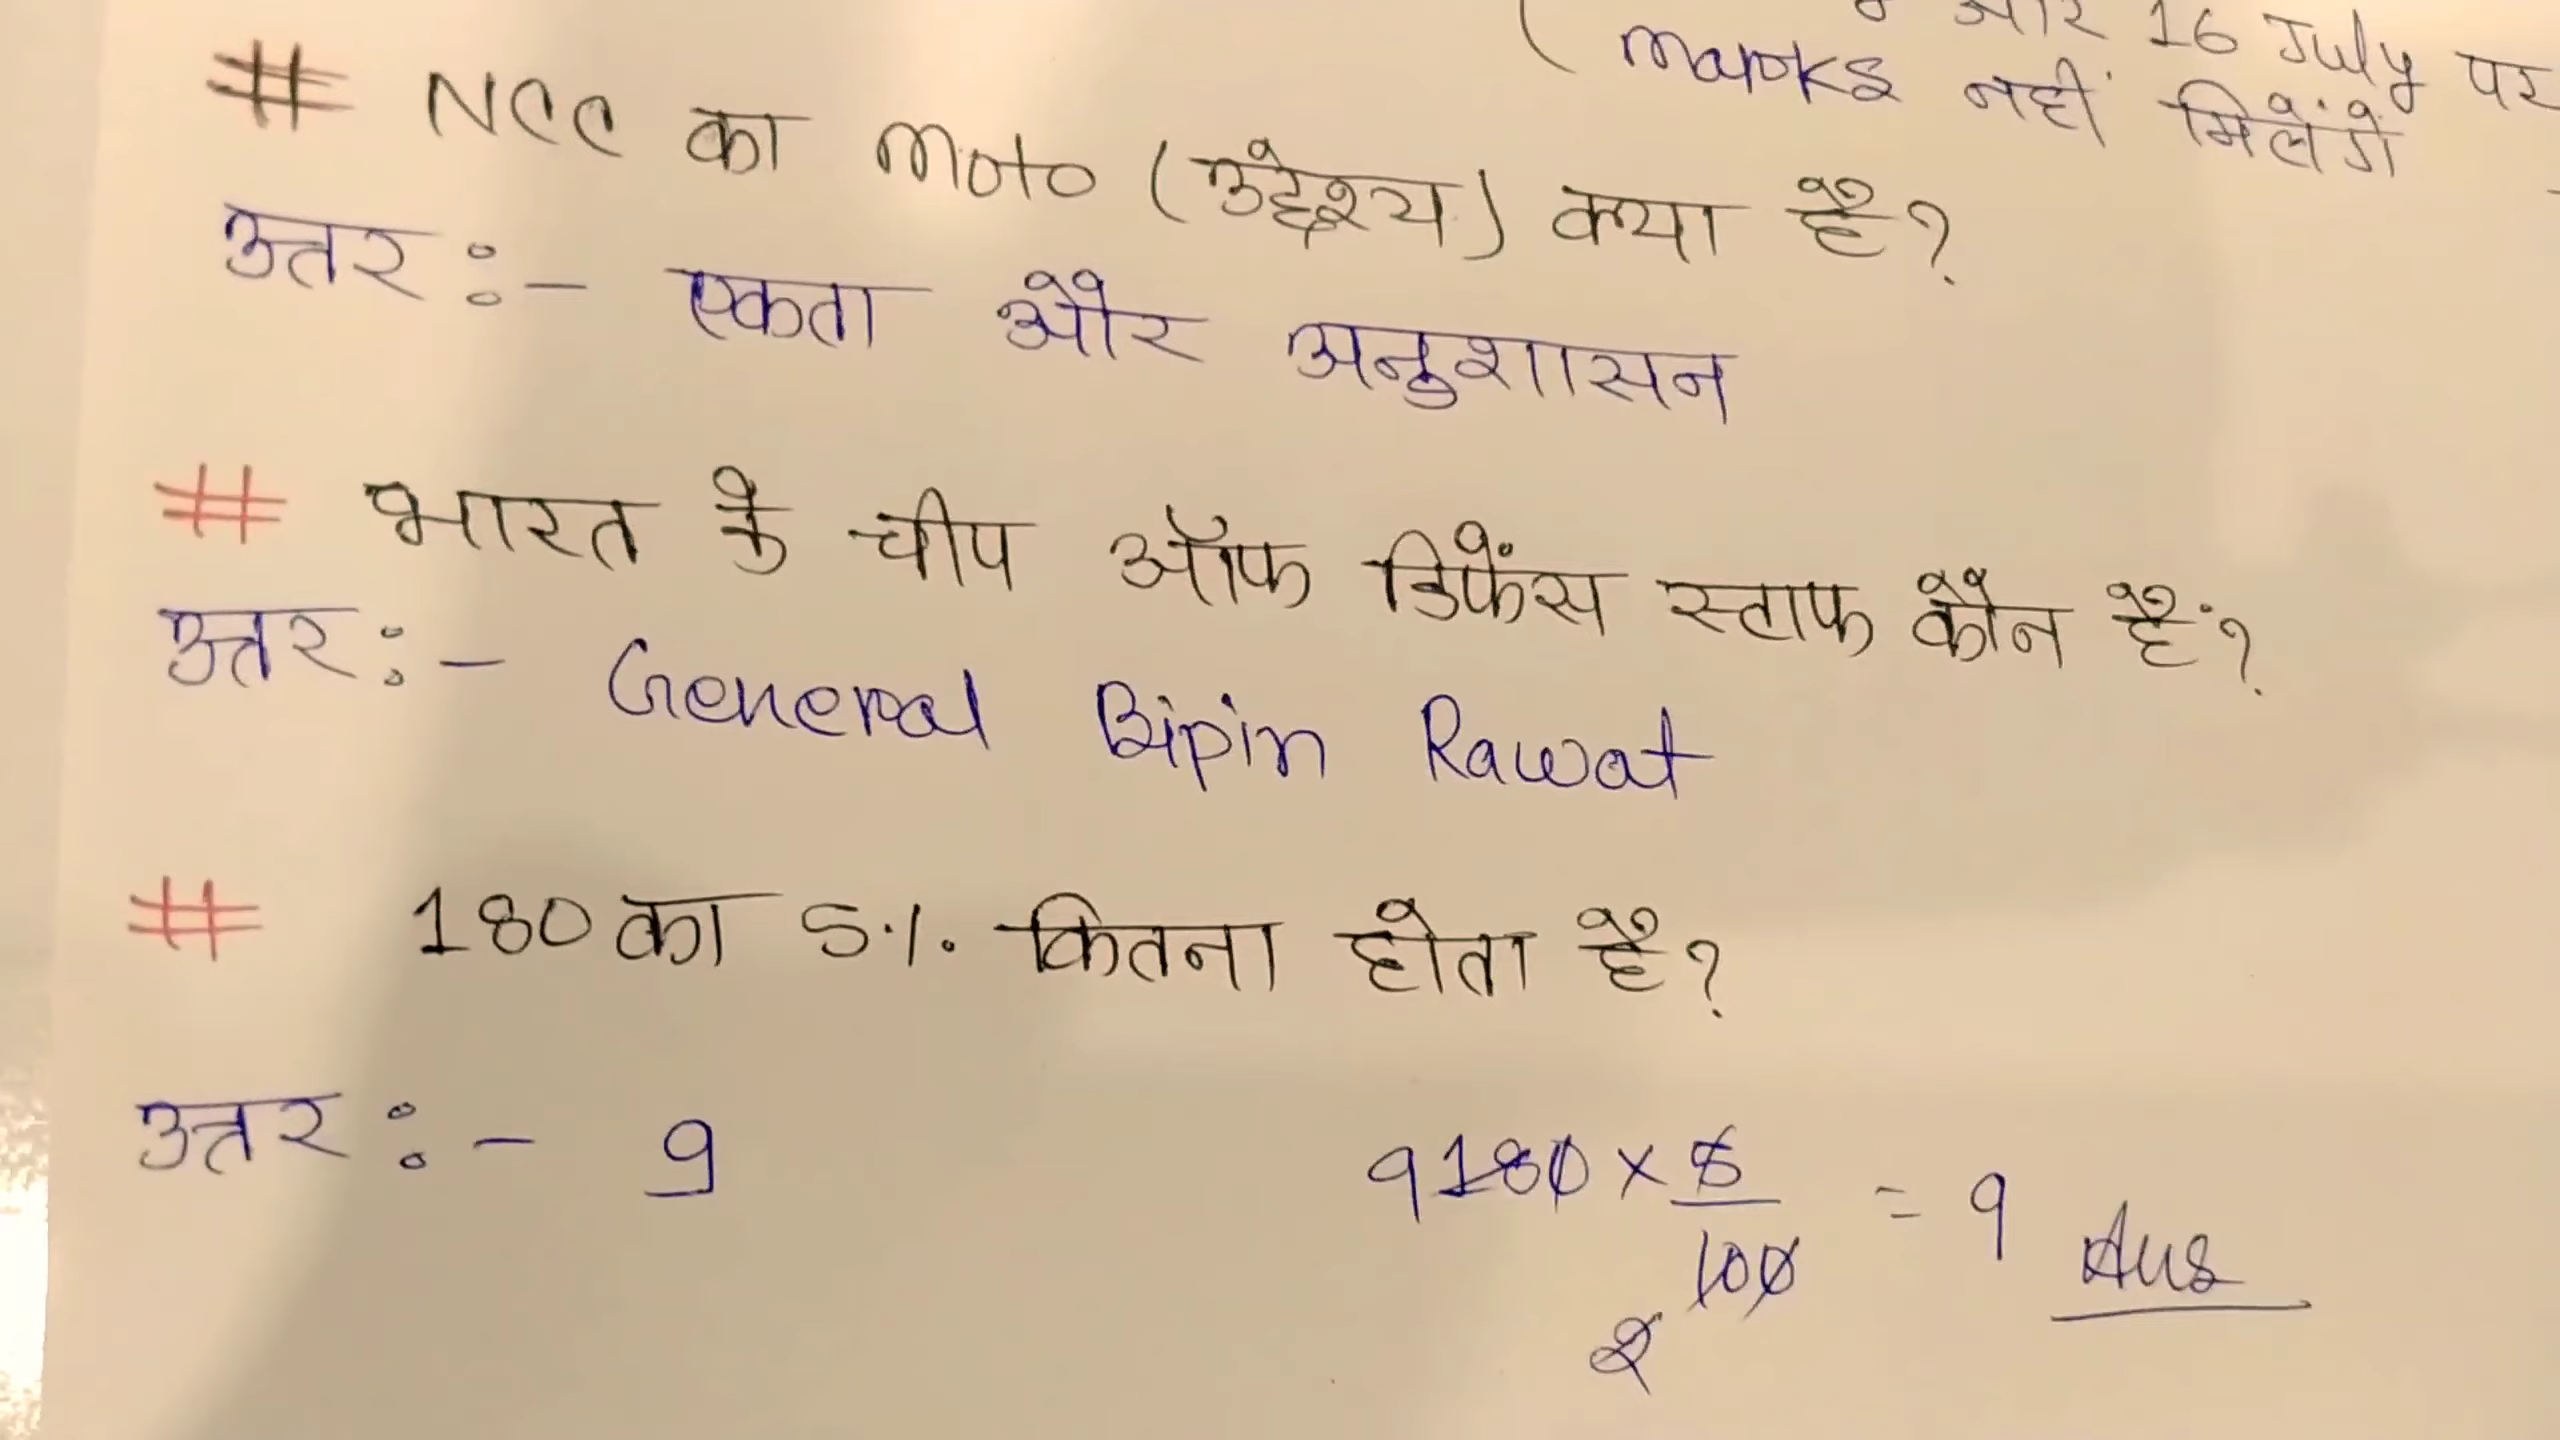 और 16 July पर
( Marks नहीं मिलेंगे
# NCC का Moto (उद्देश्य) क्या है?
उत्तर :- एकता और अनुशासन
# भारत के चीप ऑफ डिफेंस स्टाफ कौन हैं?
उत्तर :- General Bipin Rawat
# 180 का 5% कितना होता है?
उत्तर :- 9
9 180 × 5/100 = 9 Ans
2